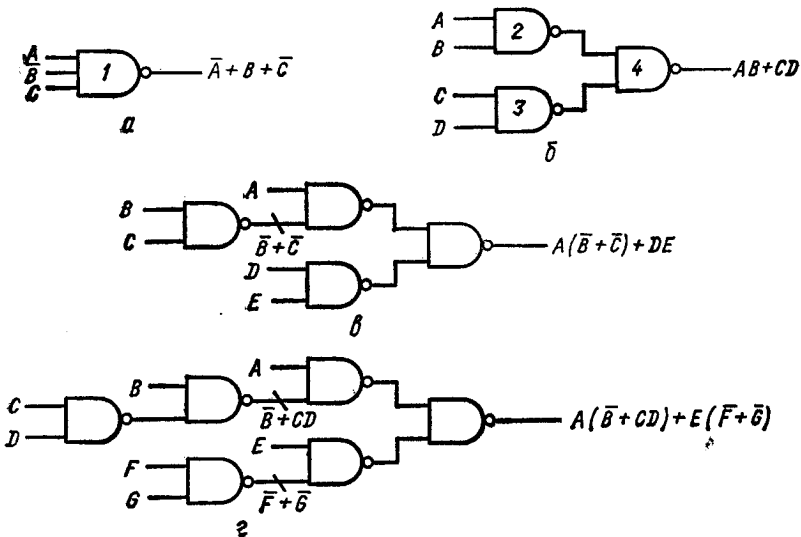 A
B̅
C
1
A̅ + B + C̅
а
A
B
2
C
D
3
4
AB + CD
б
B
C
B̅ + C̅
A
D
E
A(B̅ + C̅) + DE
в
C
D
B
B̅ + CD
A
F
G
F̅ + G̅
E
A(B̅ + CD) + E(F̅ + G̅)
г